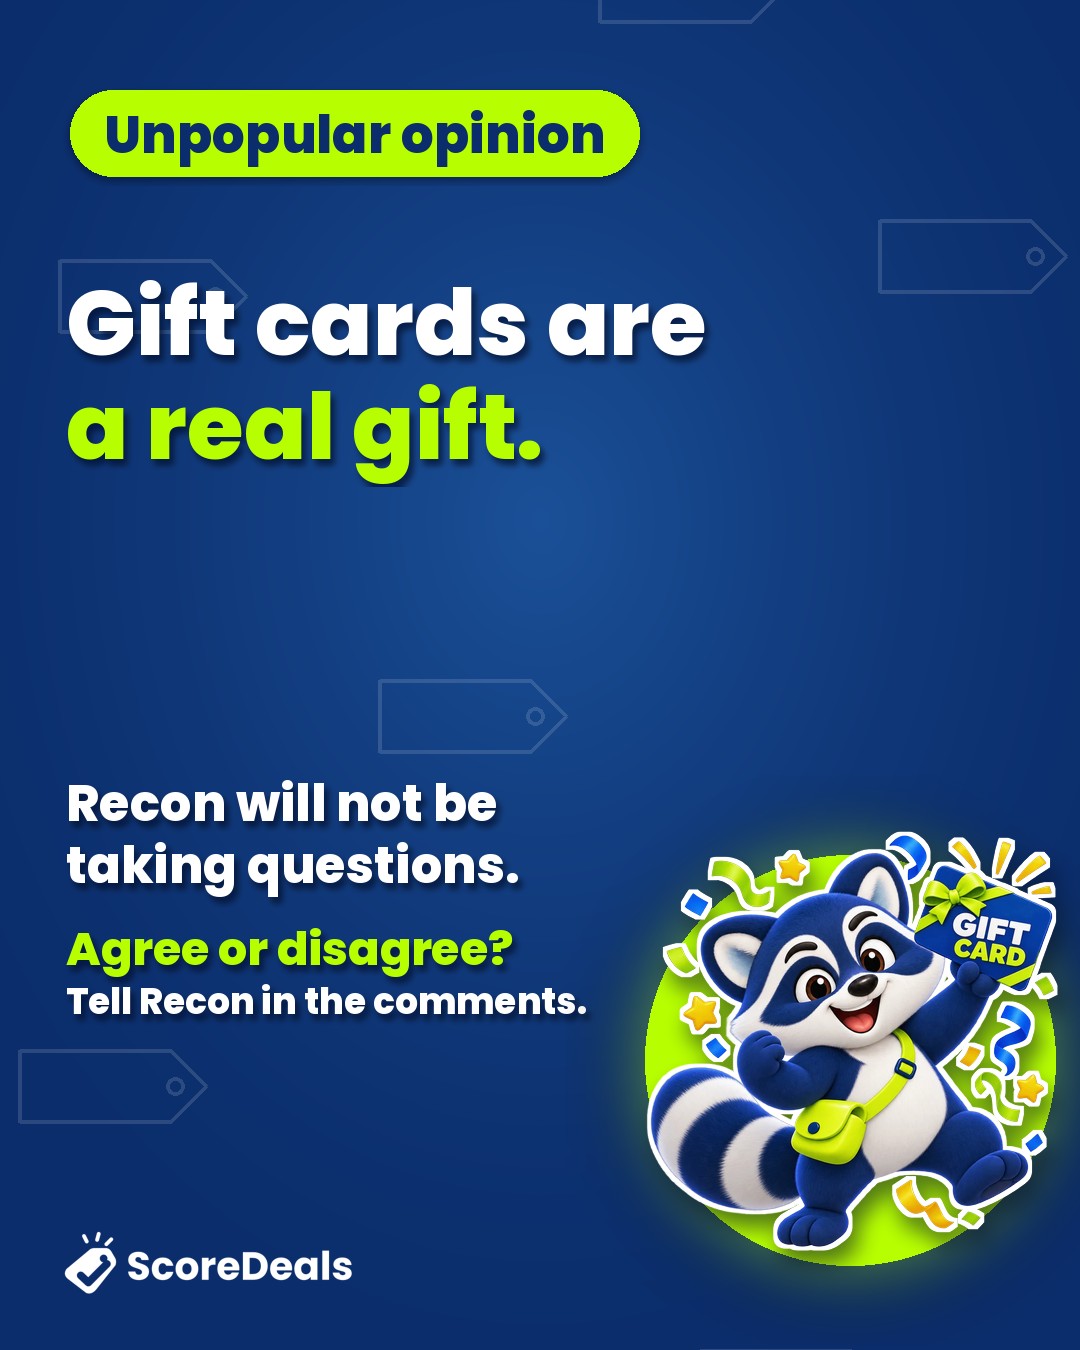 Unpopular opinion
Gift cards are
a real gift.
Recon will not be
taking questions.
Agree or disagree?
Tell Recon in the comments.
GIFT
CARD
ScoreDeals